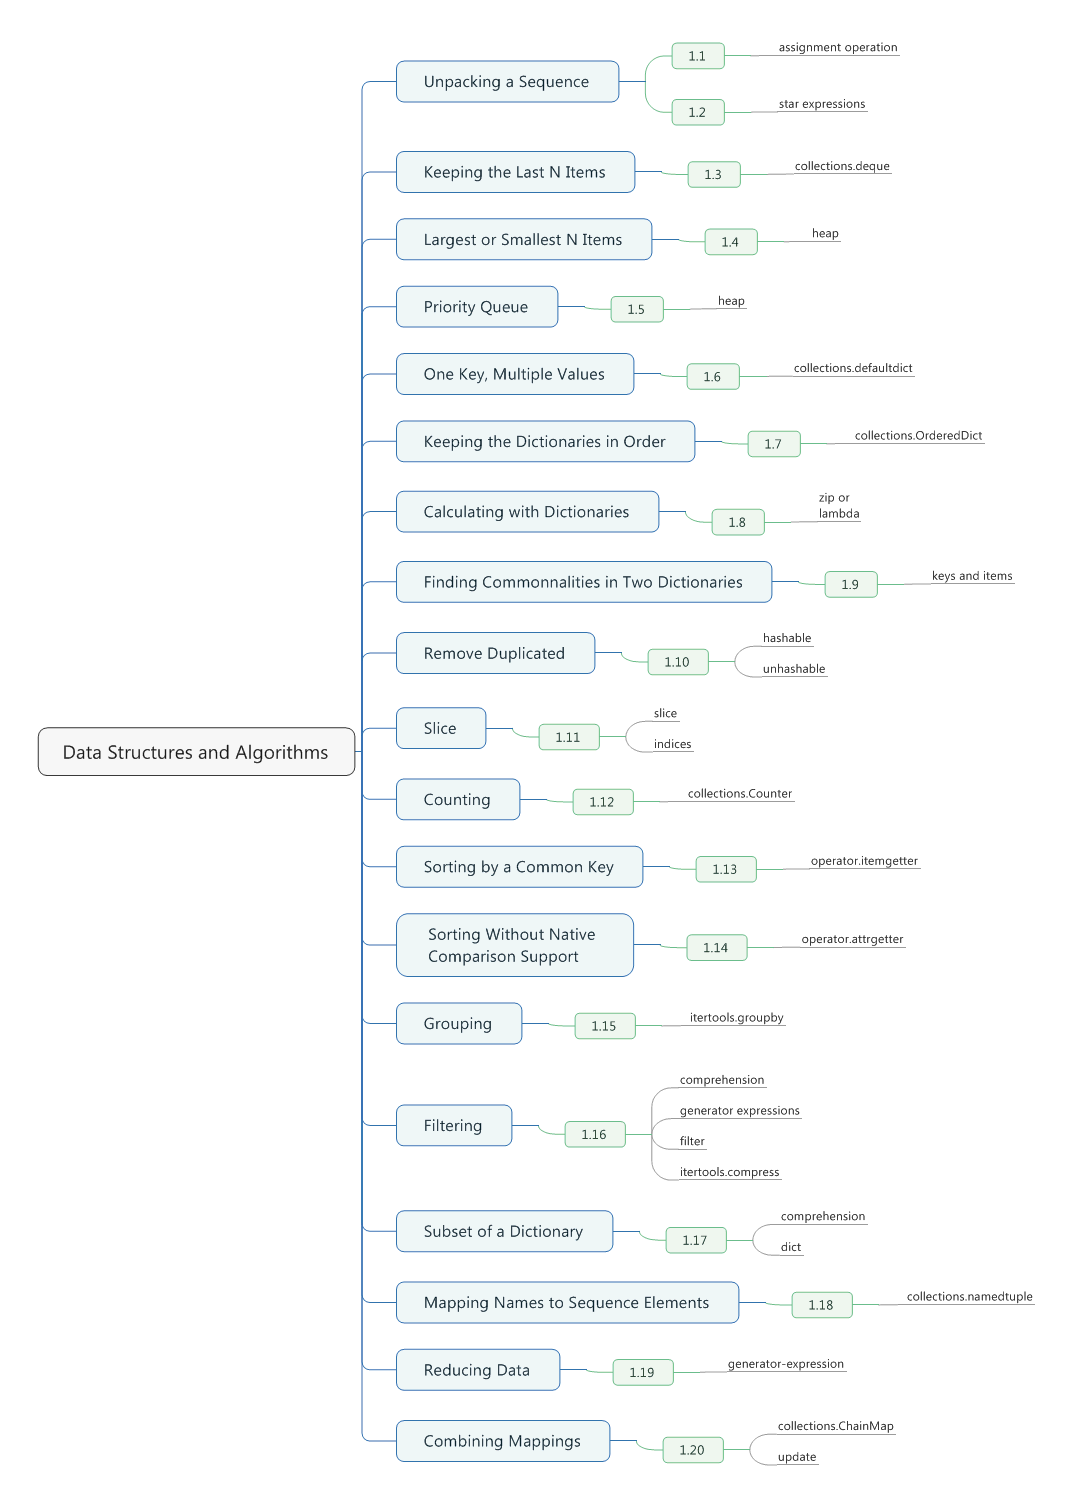 Data Structures and Algorithms
Unpacking a Sequence
1.1
assignment operation
1.2
star expressions
Keeping the Last N Items
1.3
collections.deque
Largest or Smallest N Items
1.4
heap
Priority Queue
1.5
heap
One Key, Multiple Values
1.6
collections.defaultdict
Keeping the Dictionaries in Order
1.7
collections.OrderedDict
Calculating with Dictionaries
1.8
zip or
lambda
Finding Commonnalities in Two Dictionaries
1.9
keys and items
Remove Duplicated
1.10
hashable
unhashable
Slice
1.11
slice
indices
Counting
1.12
collections.Counter
Sorting by a Common Key
1.13
operator.itemgetter
Sorting Without Native
Comparison Support
1.14
operator.attrgetter
Grouping
1.15
itertools.groupby
Filtering
1.16
comprehension
generator expressions
filter
itertools.compress
Subset of a Dictionary
1.17
comprehension
dict
Mapping Names to Sequence Elements
1.18
collections.namedtuple
Reducing Data
1.19
generator-expression
Combining Mappings
1.20
collections.ChainMap
update